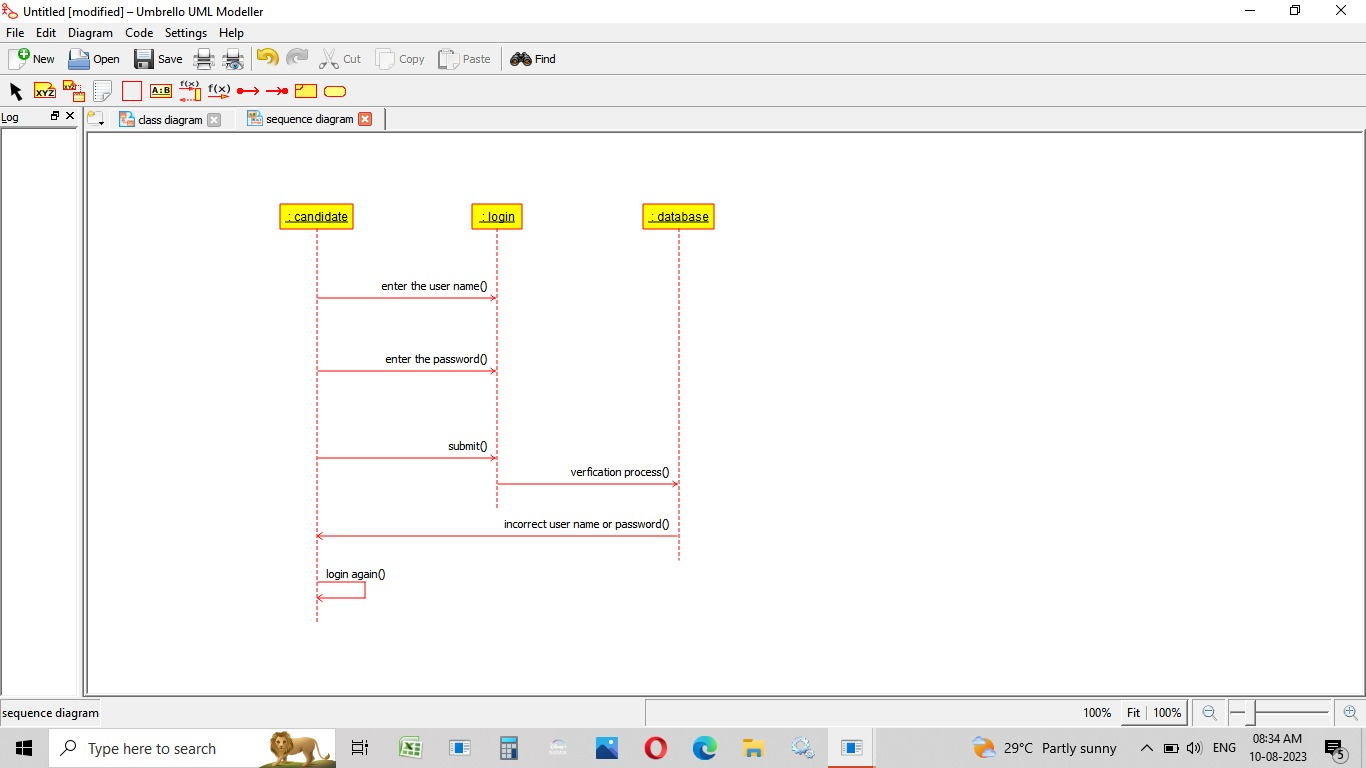 Untitled [modified] – Umbrello UML Modeller
File Edit Diagram Code Settings Help
New Open Save Cut Copy Paste Find
XYZ XYZ A:B f(x) f(x)
Log class diagram sequence diagram
: candidate : login : database
enter the user name()
enter the password()
submit()
verfication process()
incorrect user name or password()
login again()
sequence diagram 100% Fit 100%
Type here to search 29°C Partly sunny ENG 08:34 AM
10-08-2023 5